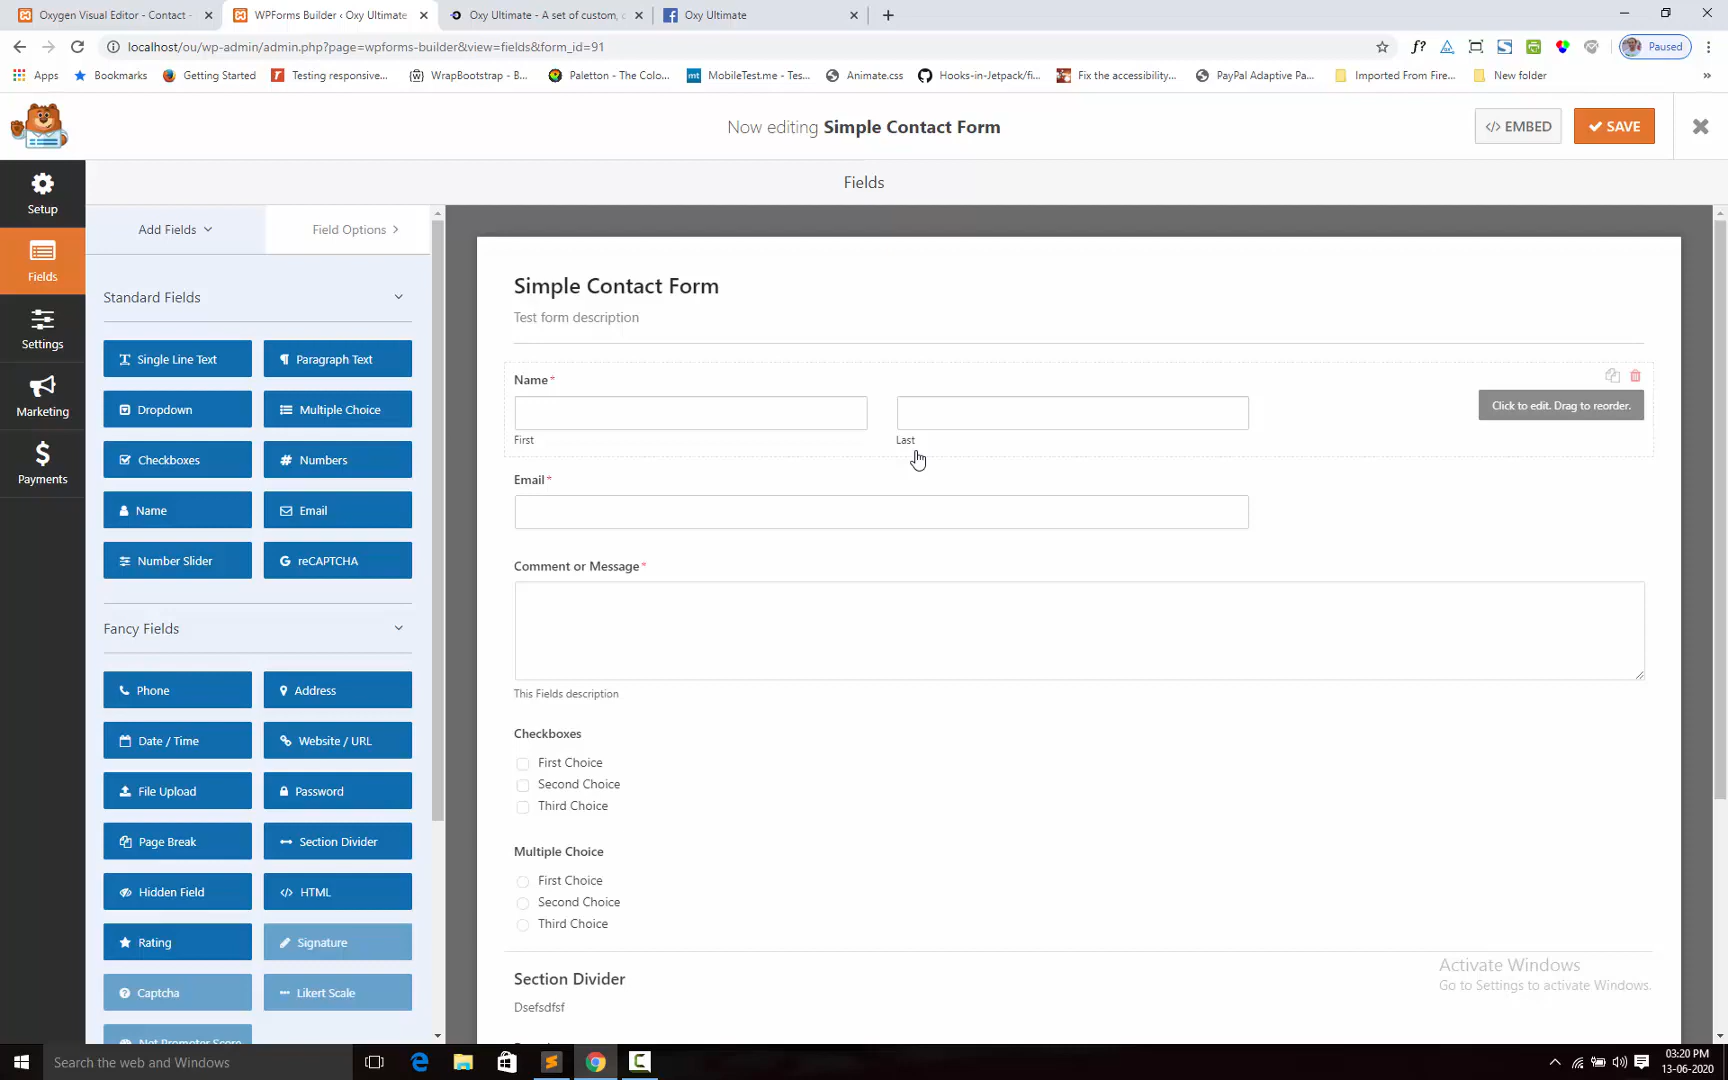 Oxygen Visual Editor - Contact -
WPForms Builder ‹ Oxy Ultimate
Oxy Ultimate - A set of custom,
Oxy Ultimate
localhost/ou/wp-admin/admin.php?page=wpforms-builder&view=fields&form_id=91
f?
Paused
Apps
Bookmarks
Getting Started
Testing responsive...
WrapBootstrap - B...
Paletton - The Colo...
MobileTest.me - Tes...
Animate.css
Hooks-in-Jetpack/fi...
Fix the accessibility...
PayPal Adaptive Pa...
Imported From Fire...
New folder
»
Now editing Simple Contact Form
</> EMBED
SAVE
Setup
Fields
Settings
Marketing
Payments
Fields
Add Fields
Field Options
Standard Fields
Single Line Text
Paragraph Text
Dropdown
Multiple Choice
Checkboxes
Numbers
Name
Email
Number Slider
reCAPTCHA
Fancy Fields
Phone
Address
Date / Time
Website / URL
File Upload
Password
Page Break
Section Divider
Hidden Field
HTML
Rating
Signature
Captcha
Likert Scale
Net Promoter Score
Simple Contact Form
Test form description
Name *
Click to edit. Drag to reorder.
First
Last
Email *
Comment or Message *
This Fields description
Checkboxes
First Choice
Second Choice
Third Choice
Multiple Choice
First Choice
Second Choice
Third Choice
Section Divider
Dsefsdfsf
Activate Windows
Go to Settings to activate Windows.
Search the web and Windows
03:20 PM
13-06-2020